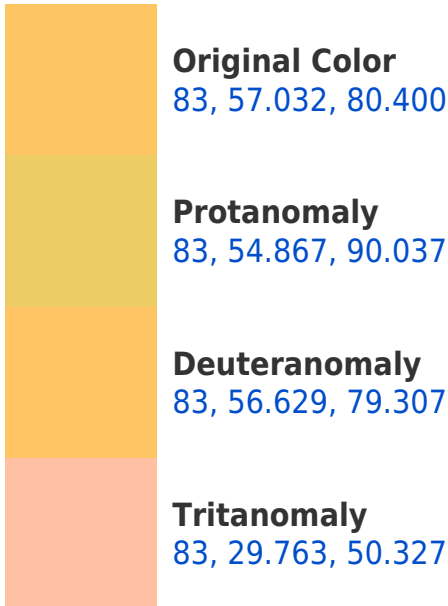 Original Color
83, 57.032, 80.400
Protanomaly
83, 54.867, 90.037
Deuteranomaly
83, 56.629, 79.307
Tritanomaly
83, 29.763, 50.327